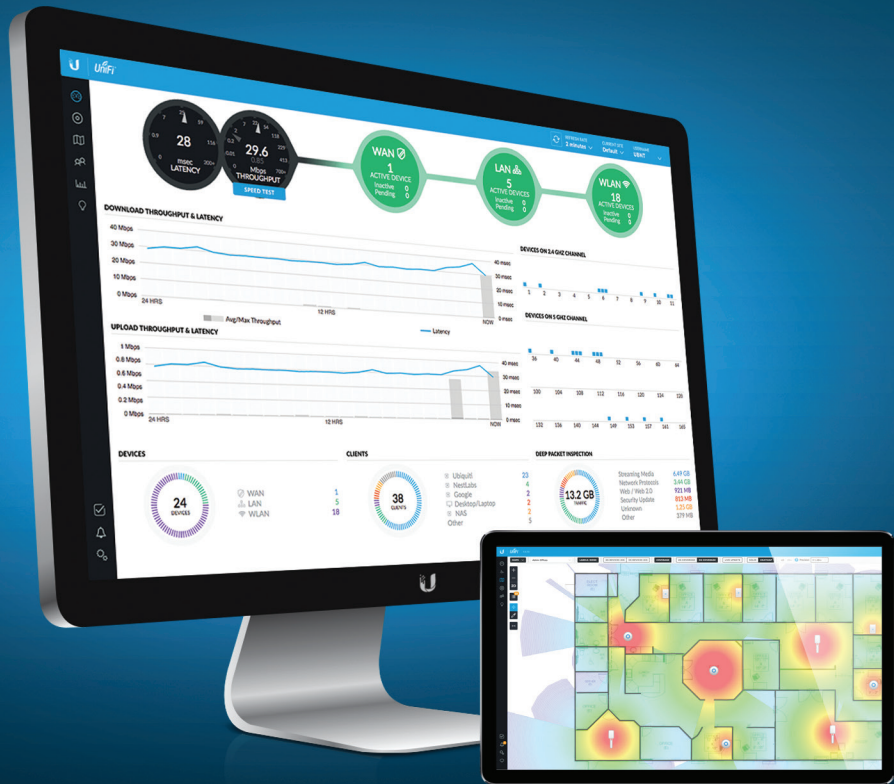 U UniFi
REFRESH RATE
2 minutes
CURRENT SITE
Default
USERNAME
UBNT
28
msec
LATENCY
29.6
0.85
Mbps
THROUGHPUT
SPEED TEST
WAN
1
ACTIVE DEVICE
Inactive 0
Pending 0
LAN
5
ACTIVE DEVICES
Inactive 0
Pending 0
WLAN
18
ACTIVE DEVICES
Inactive 0
Pending 0
DOWNLOAD THROUGHPUT & LATENCY
40 Mbps
30 Mbps
20 Mbps
10 Mbps
0 Mbps
40 msec
30 msec
20 msec
10 msec
0 msec
24 HRS 12 HRS NOW
Avg/Max Throughput Latency
UPLOAD THROUGHPUT & LATENCY
1 Mbps
0.8 Mbps
0.6 Mbps
0.4 Mbps
0.2 Mbps
0 Mbps
40 msec
30 msec
20 msec
10 msec
0 msec
24 HRS 12 HRS NOW
DEVICES ON 2.4 GHZ CHANNEL
1 2 3 4 5 6 7 8 9 10 11
DEVICES ON 5 GHZ CHANNEL
36 40 44 48 52 56 60 64
100 104 108 112 116 120 124 128
132 136 140 144 149 153 157 161 165
DEVICES
24
DEVICES
WAN 1
LAN 5
WLAN 18
CLIENTS
38
CLIENTS
Ubiquiti 23
NestLabs 4
Google 2
Desktop/Laptop 2
NAS 2
Other 5
DEEP PACKET INSPECTION
13.2 GB
TRAFFIC
Streaming Media 6.49 GB
Network Protocols 3.44 GB
Web / Web 2.0 921 MB
Security Update 813 MB
Unknown 1.25 GB
Other 379 MB
U
U UniFi